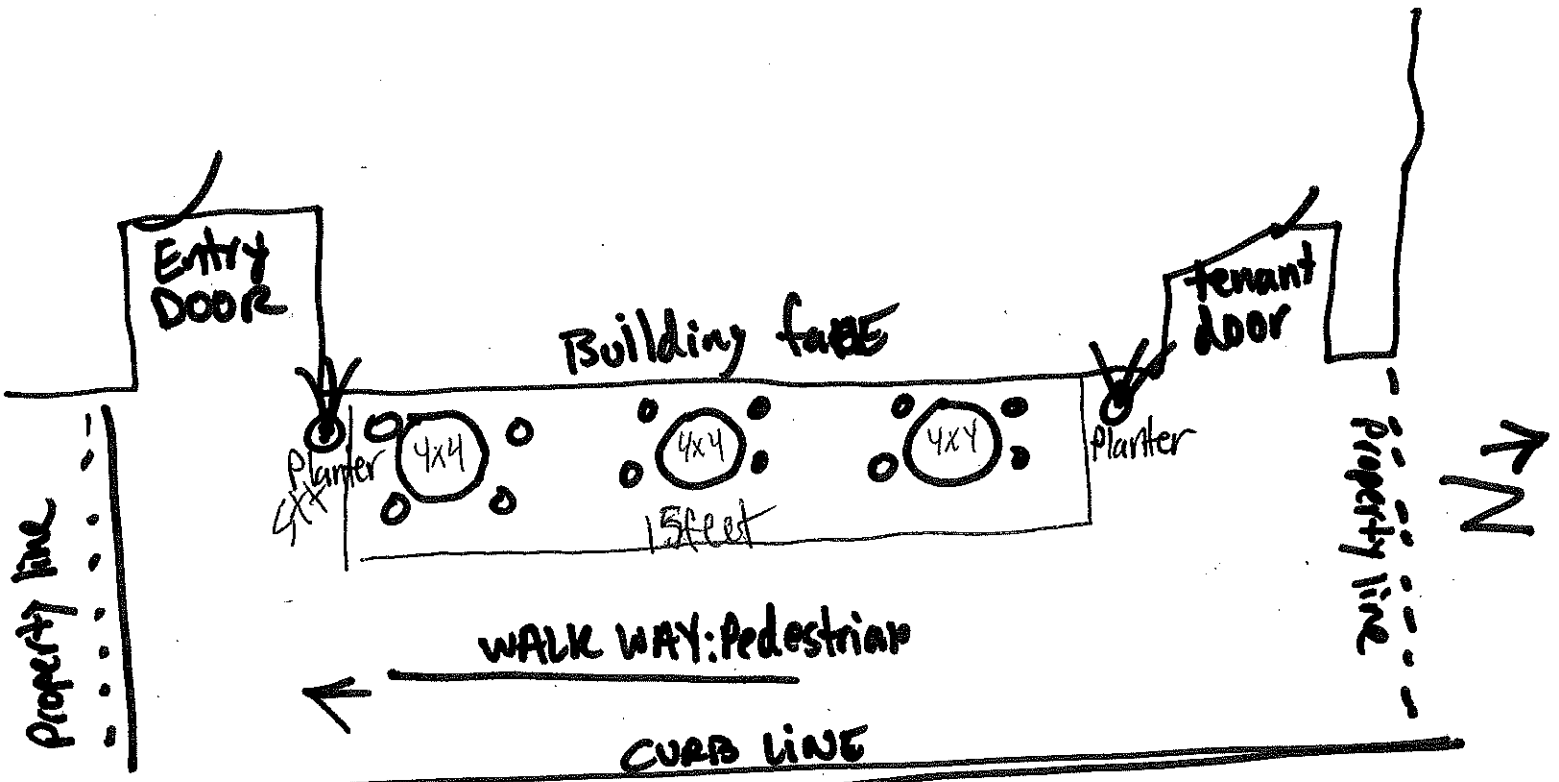 Entry
DOOR
tenant
door
Building face
Planter
4x4
4x4
4x4
Planter
15feet
Property line
Property line
N
WALK WAY: Pedestrian
CURB LINE